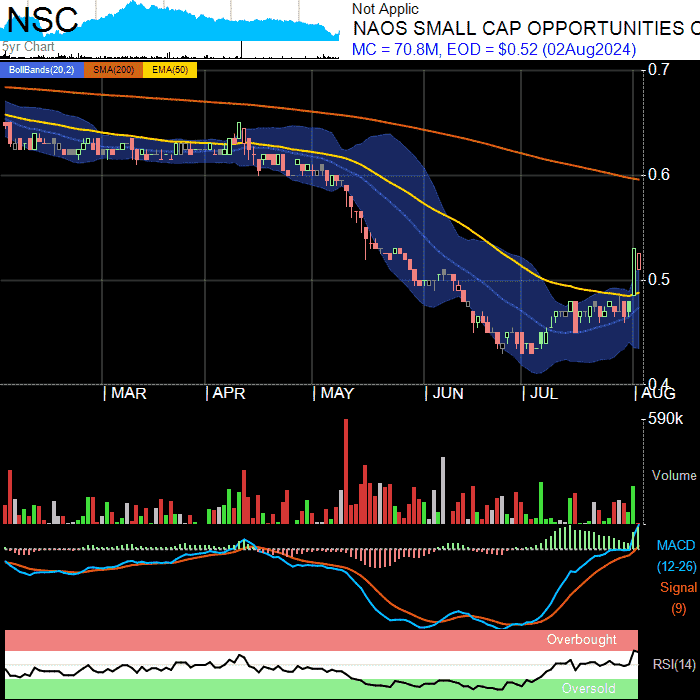 NSC
5yr Chart
Not Applic
NAOS SMALL CAP OPPORTUNITIES C
MC = 70.8M, EOD = $0.52 (02Aug2024)
BollBands(20,2) SMA(200) EMA(50)
0.7
0.6
0.5
0.4
MAR APR MAY JUN JUL AUG
590k
Volume
MACD
(12-26)
Signal
(9)
Overbought
RSI(14)
Oversold